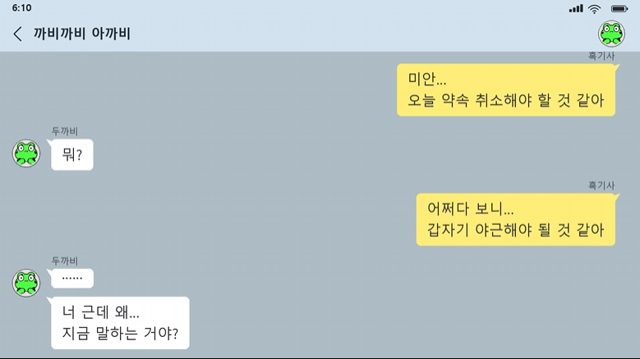 6:10
까비까비 아까비
흑기사
미안...
오늘 약속 취소해야 할 것 같아
두까비
뭐?
흑기사
어쩌다 보니...
갑자기 야근해야 될 것 같아
두까비
······
너 근데 왜...
지금 말하는 거야?